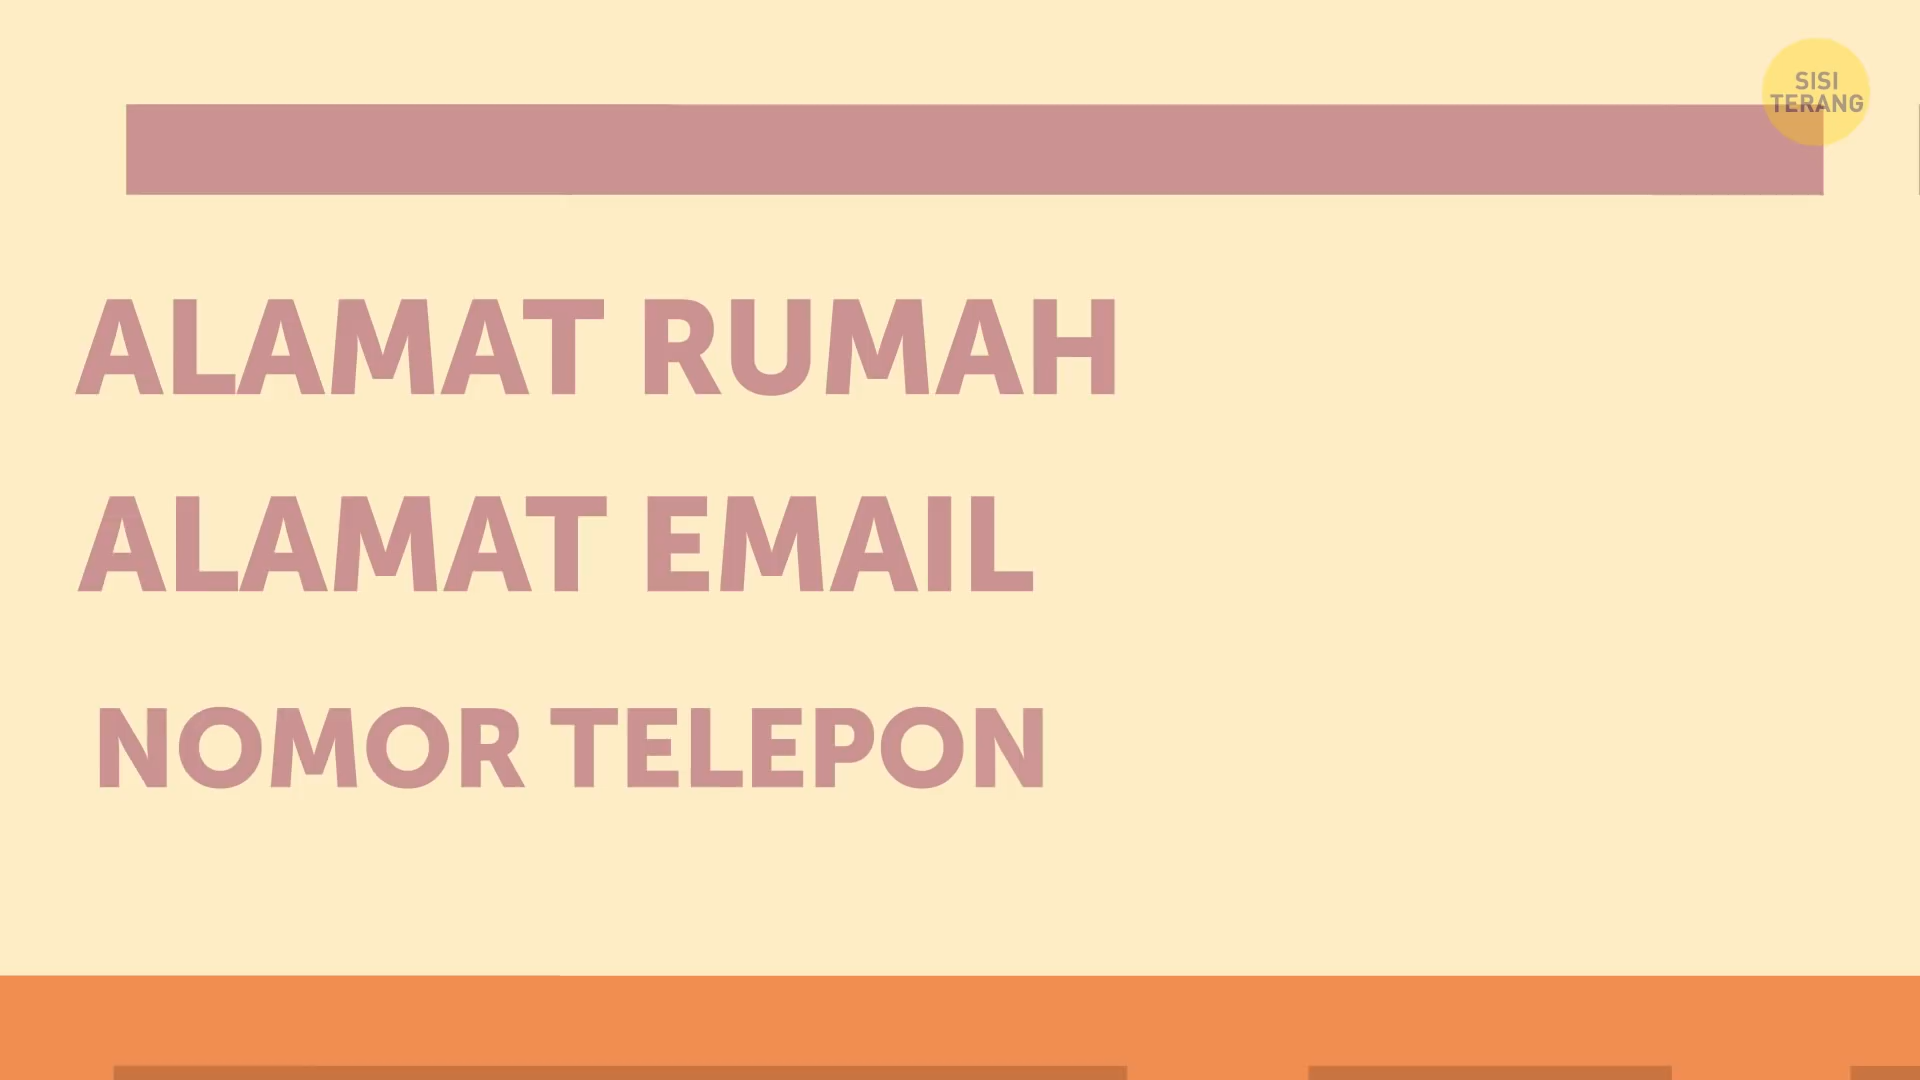 SISI
TERANG
ALAMAT RUMAH
ALAMAT EMAIL
NOMOR TELEPON